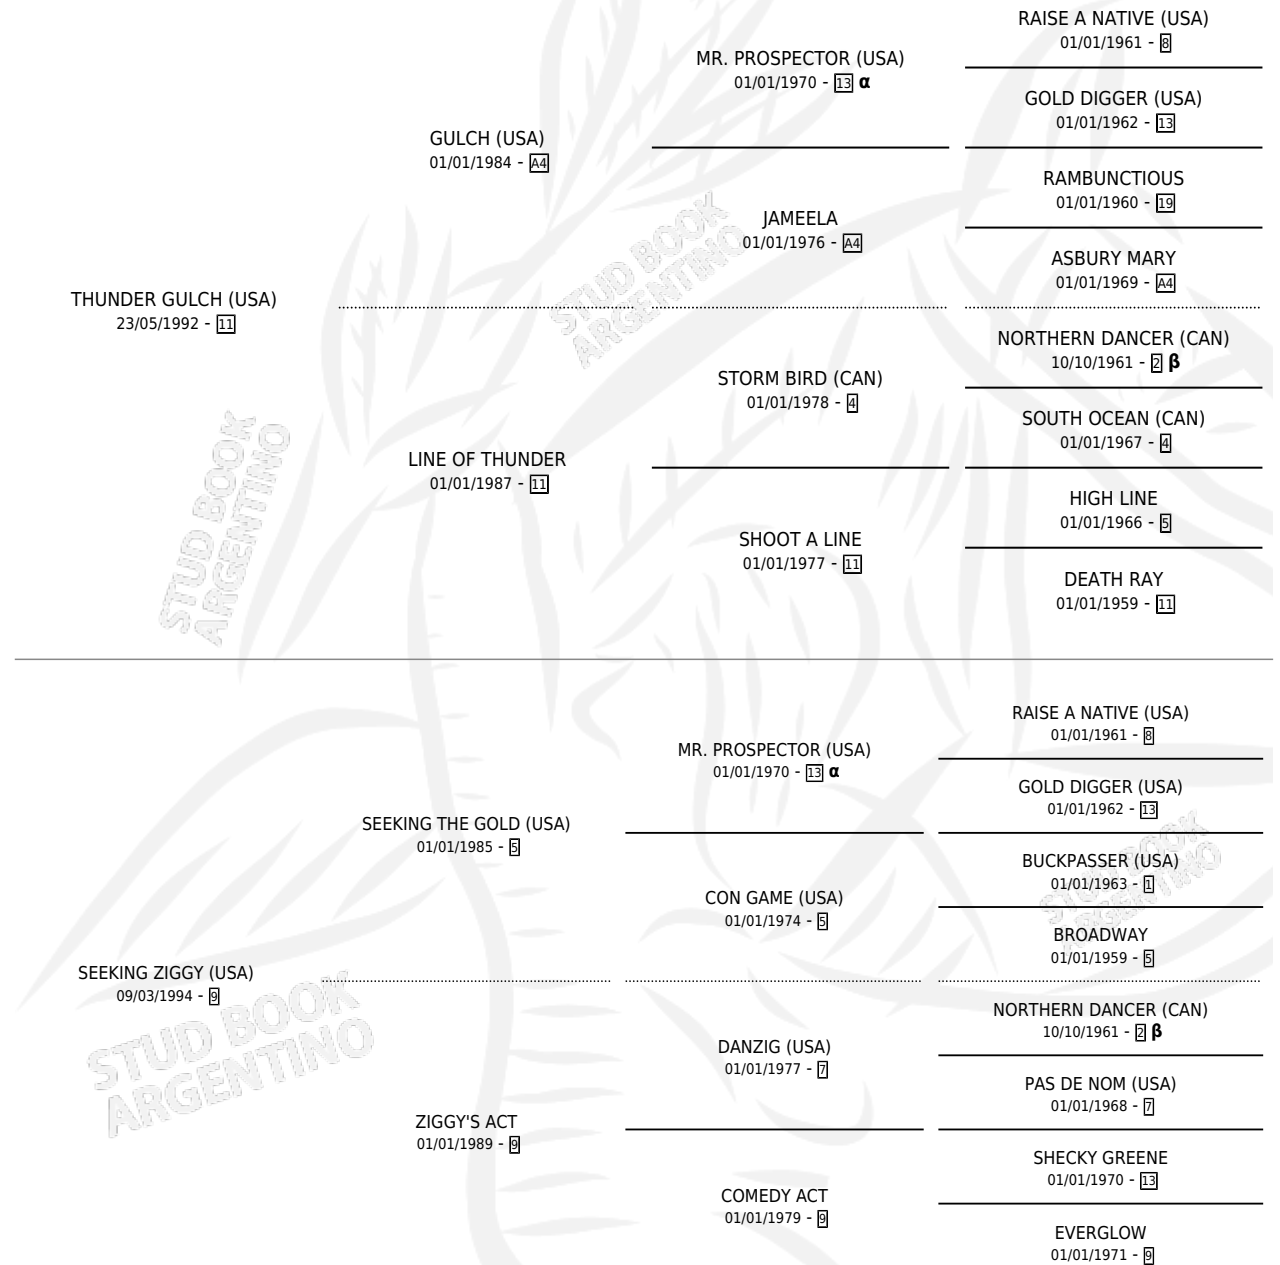 RAISE A NATIVE (USA)
01/01/1961 - 8
MR. PROSPECTOR (USA)
01/01/1970 - 13 α
GOLD DIGGER (USA)
01/01/1962 - 13
GULCH (USA)
01/01/1984 - A4
RAMBUNCTIOUS
01/01/1960 - 19
JAMEELA
01/01/1976 - A4
ASBURY MARY
01/01/1969 - A4
THUNDER GULCH (USA)
23/05/1992 - 11
NORTHERN DANCER (CAN)
10/10/1961 - 2 β
STORM BIRD (CAN)
01/01/1978 - 4
SOUTH OCEAN (CAN)
01/01/1967 - 4
LINE OF THUNDER
01/01/1987 - 11
HIGH LINE
01/01/1966 - 5
SHOOT A LINE
01/01/1977 - 11
DEATH RAY
01/01/1959 - 11
RAISE A NATIVE (USA)
01/01/1961 - 8
MR. PROSPECTOR (USA)
01/01/1970 - 13 α
GOLD DIGGER (USA)
01/01/1962 - 13
SEEKING THE GOLD (USA)
01/01/1985 - 5
BUCKPASSER (USA)
01/01/1963 - 1
CON GAME (USA)
01/01/1974 - 5
BROADWAY
01/01/1959 - 5
SEEKING ZIGGY (USA)
09/03/1994 - 9
NORTHERN DANCER (CAN)
10/10/1961 - 2 β
DANZIG (USA)
01/01/1977 - 7
PAS DE NOM (USA)
01/01/1968 - 7
ZIGGY'S ACT
01/01/1989 - 9
SHECKY GREENE
01/01/1970 - 13
COMEDY ACT
01/01/1979 - 9
EVERGLOW
01/01/1971 - 9
STUD BOOK
ARGENTINO
STUD BOOK
ARGENTINO
STUD BOOK
ARGENTINO
STUD BOOK
ARGENTINO